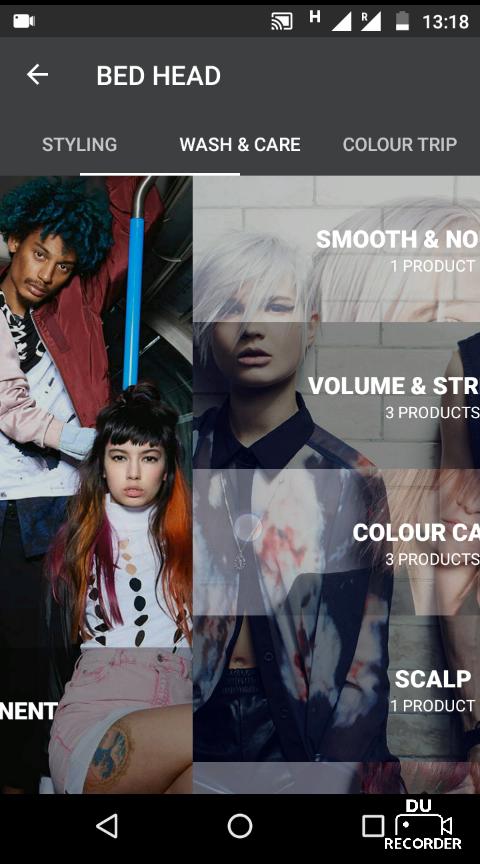 H
R
13:18
BED HEAD
STYLING
WASH & CARE
COLOUR TRIP
SMOOTH & NO
1 PRODUCT
VOLUME & STR
3 PRODUCTS
COLOUR CA
3 PRODUCTS
NENT
SCALP
1 PRODUCT
DU
RECORDER